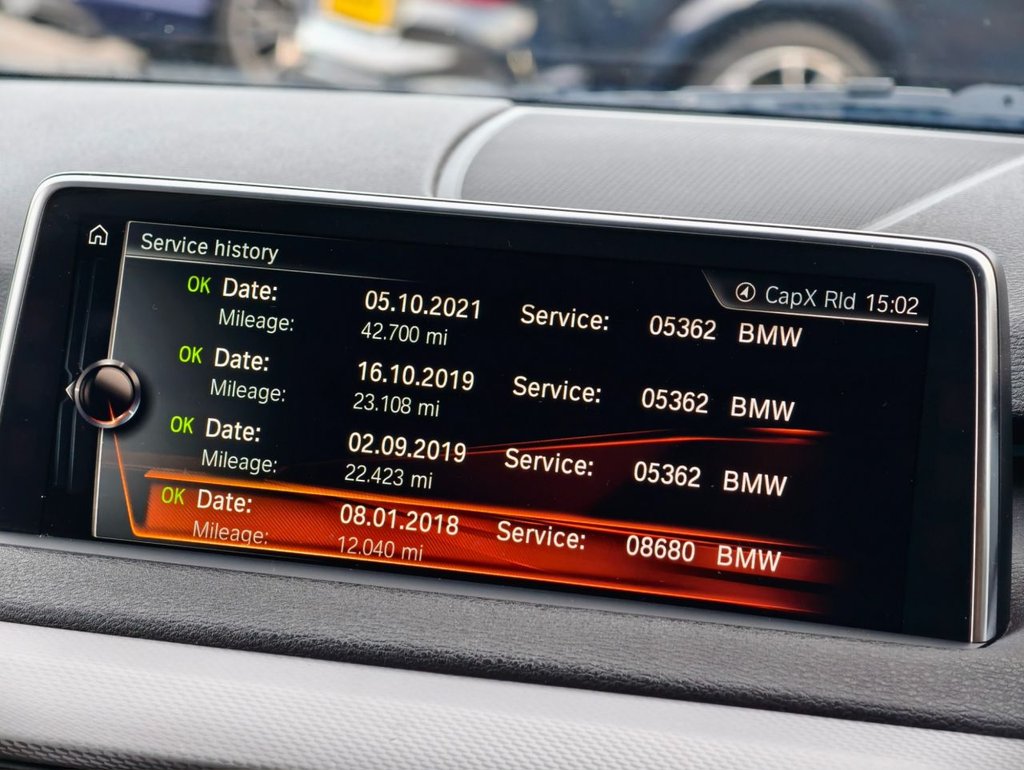 Service history
CapX Rld 15:02
OK Date: 05.10.2021 Service: 05362 BMW
Mileage: 42.700 mi
OK Date: 16.10.2019 Service: 05362 BMW
Mileage: 23.108 mi
OK Date: 02.09.2019 Service: 05362 BMW
Mileage: 22.423 mi
OK Date: 08.01.2018 Service: 08680 BMW
Mileage: 12.040 mi